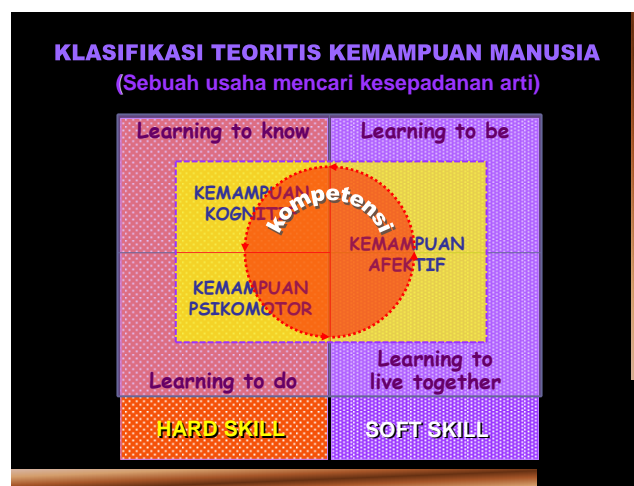 KLASIFIKASI TEORITIS KEMAMPUAN MANUSIA
(Sebuah usaha mencari kesepadanan arti)
Learning to know
Learning to be
KEMAMPUAN
KOGNITIF
kompetensi
KEMAMPUAN
AFEKTIF
KEMAMPUAN
PSIKOMOTOR
Learning to do
Learning to
live together
HARD SKILL
SOFT SKILL